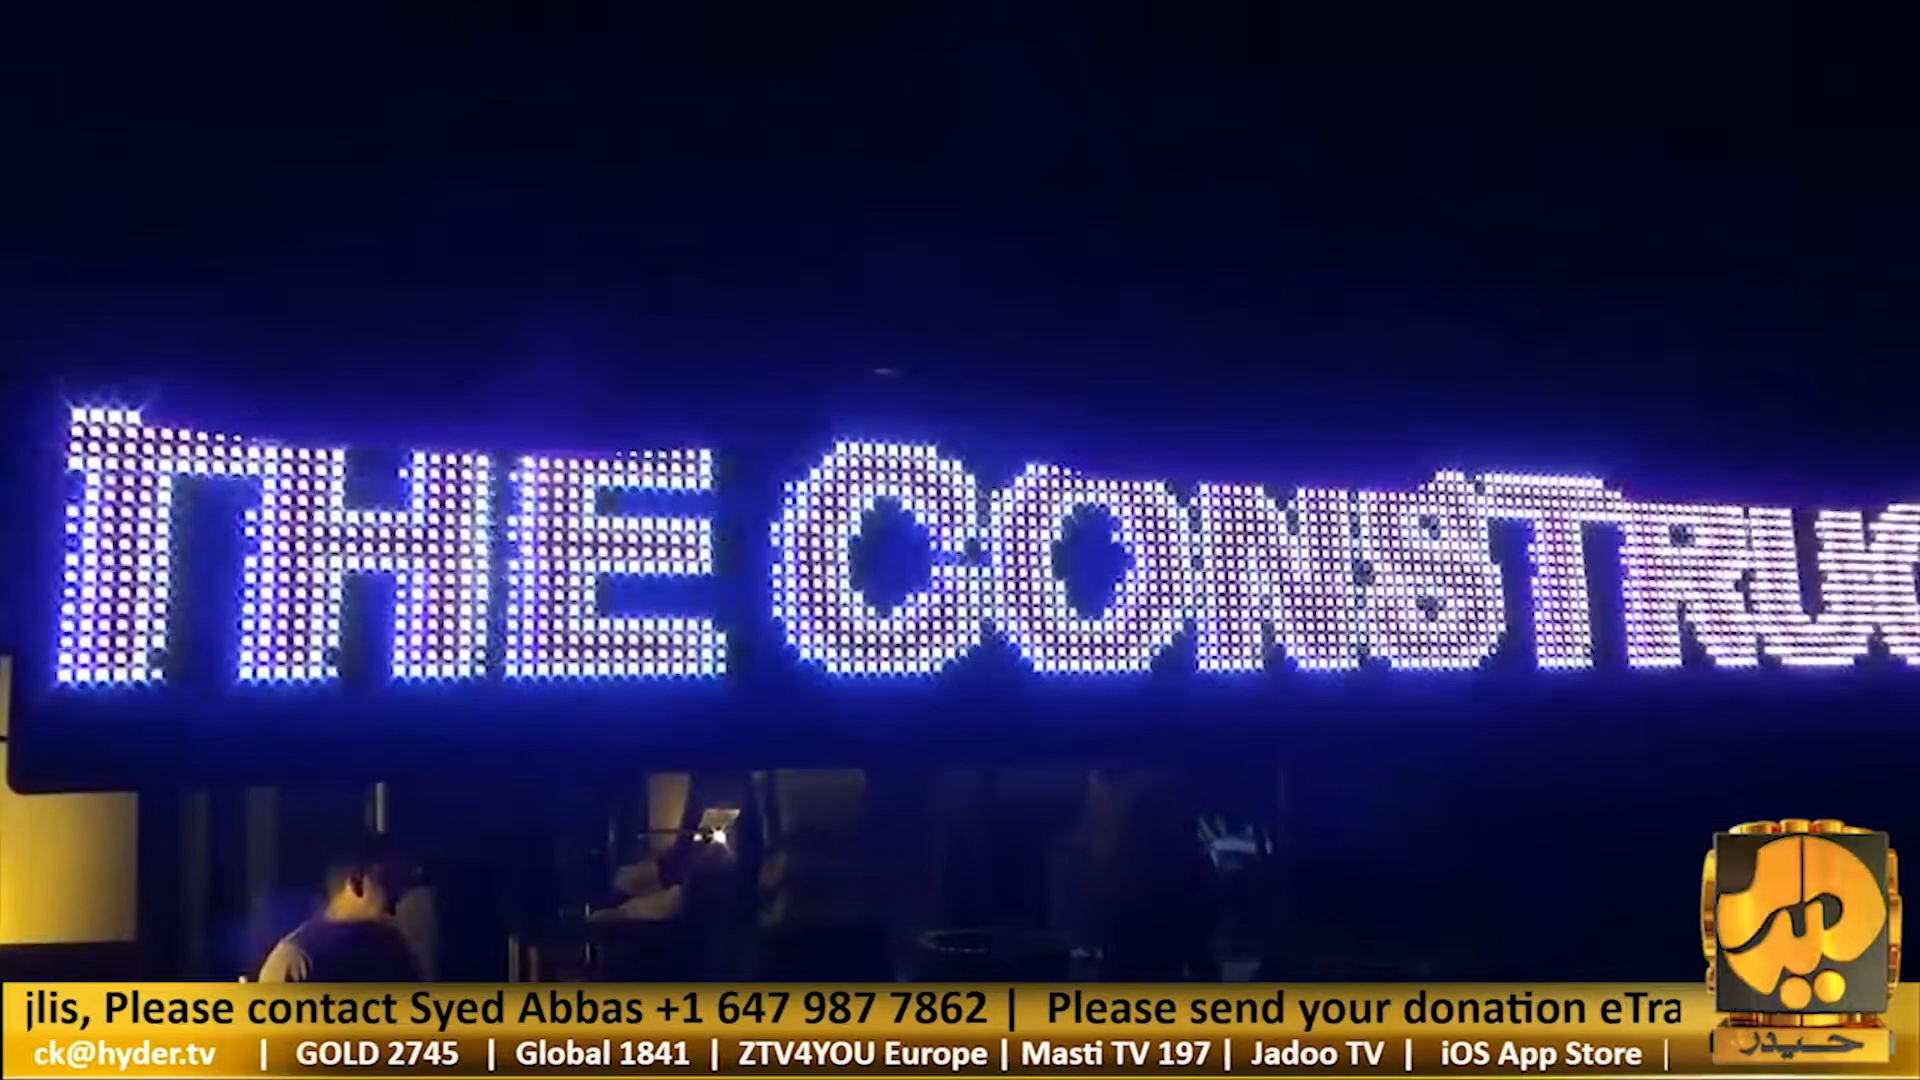 THE CONSTRUC
jlis, Please contact Syed Abbas +1 647 987 7862 | Please send your donation eTra
ck@hyder.tv | GOLD 2745 | Global 1841 | ZTV4YOU Europe | Masti TV 197 | Jadoo TV | iOS App Store |
حیدر